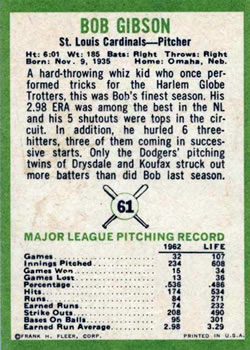 BOB GIBSON
St. Louis Cardinals—Pitcher
Ht: 6:01 Wt: 185 Bats: Right Throws: Right
Born: Nov. 9, 1935 Home: Omaha, Neb.
A hard-throwing whiz kid who once performed tricks for the Harlem Globe
Trotters, this was Bob's finest season. His
2.98 ERA was among the best in the NL
and his 5 shutouts were tops in the circuit. In addition, he hurled 6 three-
hitters, three of them coming in successive starts. Only the Dodgers' pitching
twins of Drysdale and Koufax struck out
more batters than did Bob last season.
61
MAJOR LEAGUE PITCHING RECORD
1962 LIFE
Games 32 107
Innings Pitched 234 608
Games Won 15 34
Games Lost 13 36
Percentage .536 .486
Hits 174 534
Runs 84 271
Earned Runs 72 222
Strike Outs 208 490
Bases On Balls 95 301
Earned Run Average 2.98 3.29
©FRANK H. FLEER, CORP. PRINTED IN U.S.A.